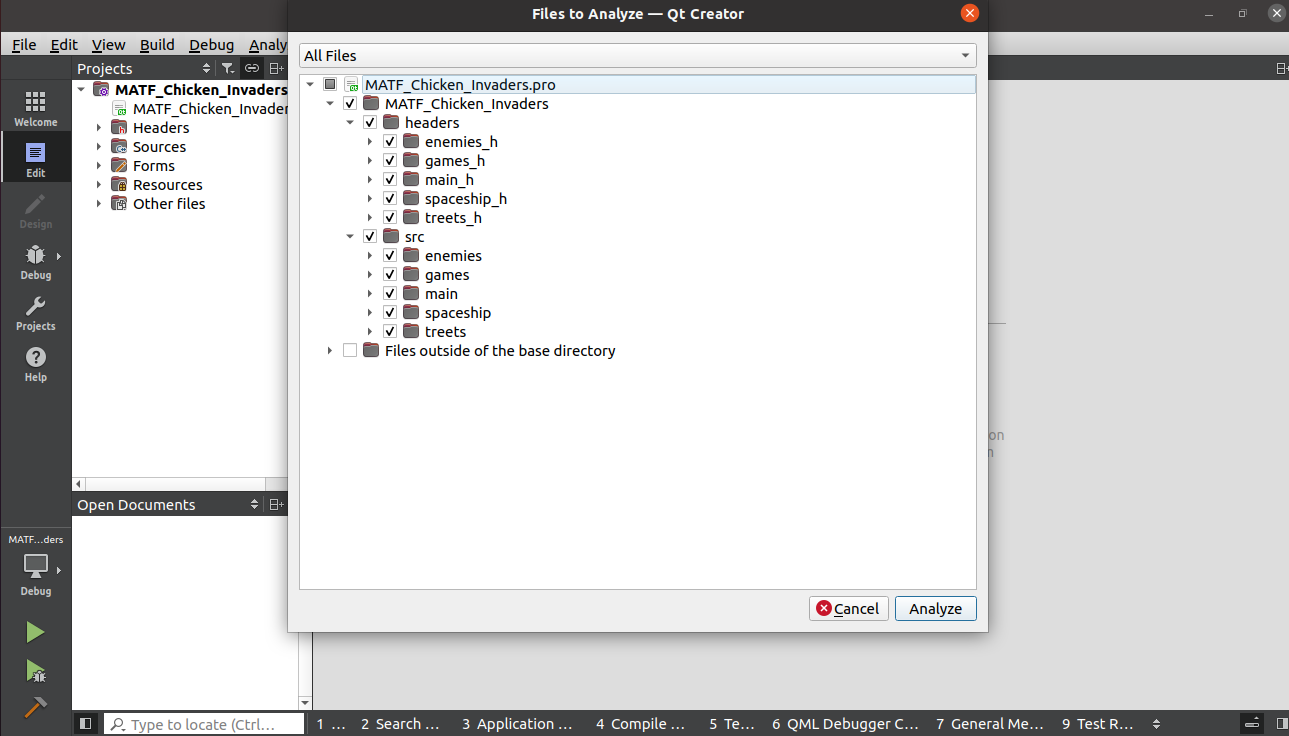 Files to Analyze — Qt Creator
File Edit View Build Debug Analy
Projects
All Files
MATF_Chicken_Invaders
MATF_Chicken_Invader
Headers
Sources
Forms
Resources
Other files
Welcome
Edit
Design
Debug
Projects
Help
MATF_Chicken_Invaders.pro
MATF_Chicken_Invaders
headers
enemies_h
games_h
main_h
spaceship_h
treets_h
src
enemies
games
main
spaceship
treets
Files outside of the base directory
on
n
Open Documents
MATF...ders
Debug
Cancel Analyze
Type to locate (Ctrl...
1 ... 2 Search ... 3 Application ... 4 Compile ... 5 Te... 6 QML Debugger C... 7 General Me... 9 Test R...